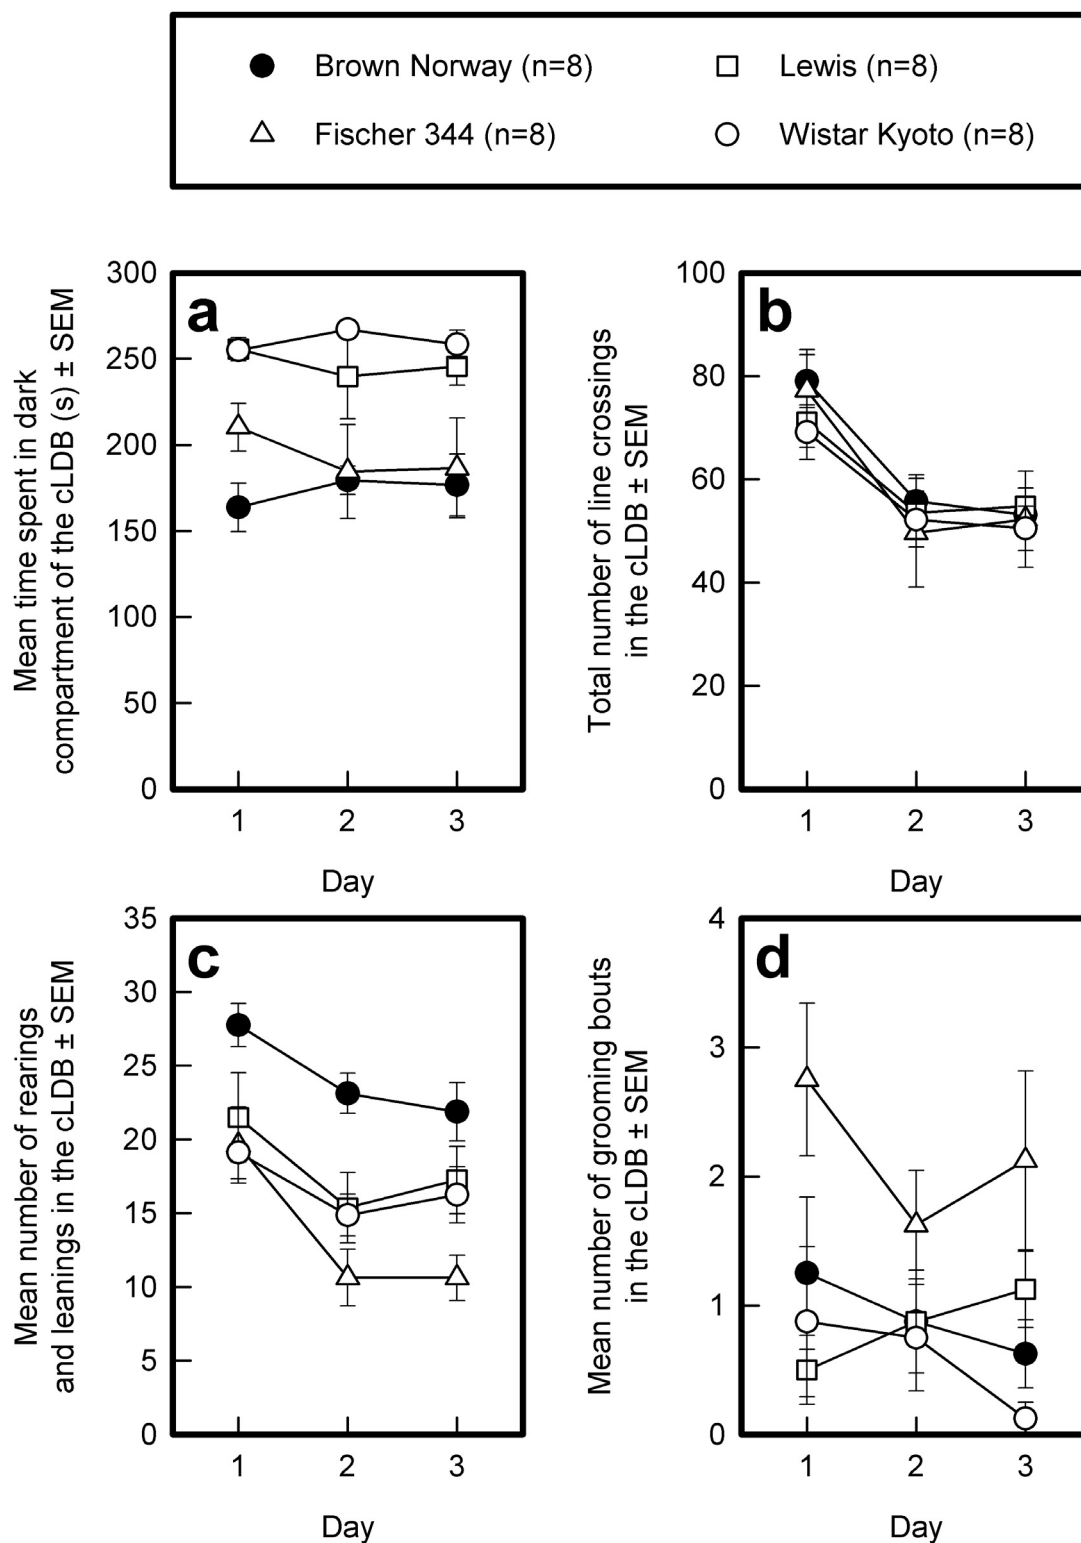 Brown Norway (n=8)
Lewis (n=8)
Fischer 344 (n=8)
Wistar Kyoto (n=8)
a
Mean time spent in dark
compartment of the cLDB (s) ± SEM
300
250
200
150
100
50
0
1 2 3
Day
b
Total number of line crossings
in the cLDB ± SEM
100
80
60
40
20
0
1 2 3
Day
c
Mean number of rearings
and leanings in the cLDB ± SEM
35
30
25
20
15
10
5
0
1 2 3
Day
d
Mean number of grooming bouts
in the cLDB ± SEM
4
3
2
1
0
1 2 3
Day